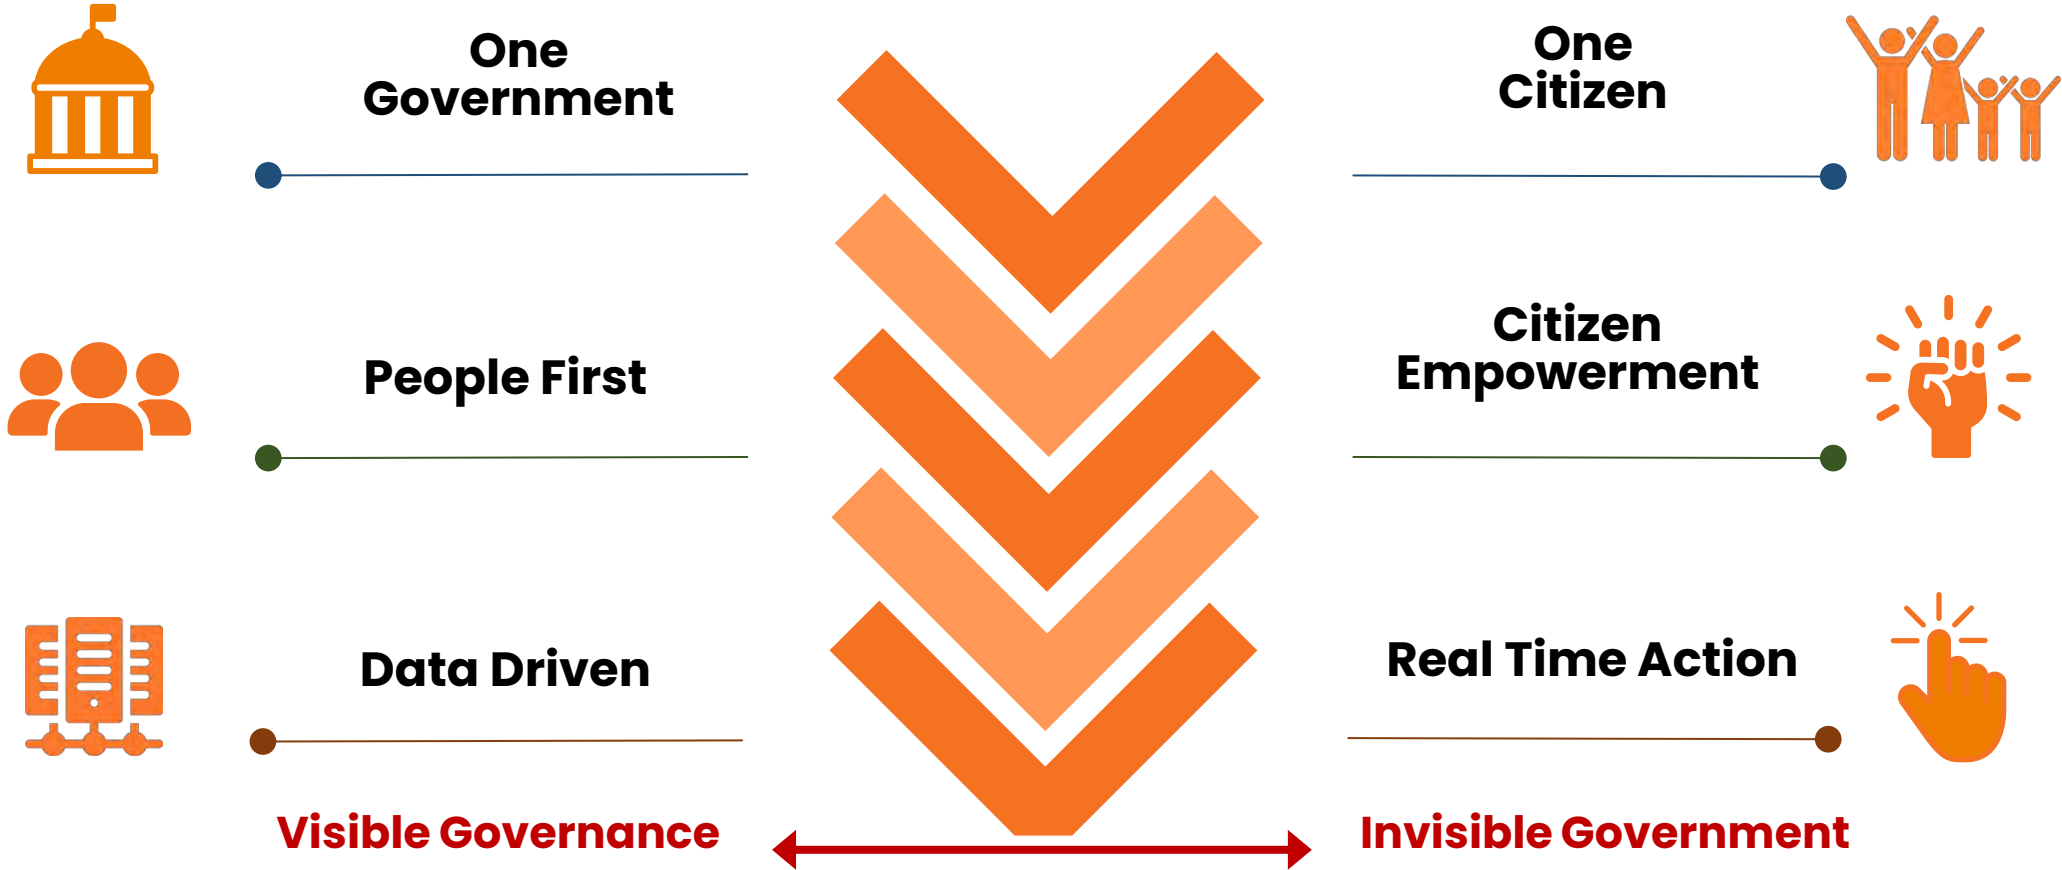 One
Government
One
Citizen
People First
Citizen
Empowerment
Data Driven
Real Time Action
Visible Governance
Invisible Government